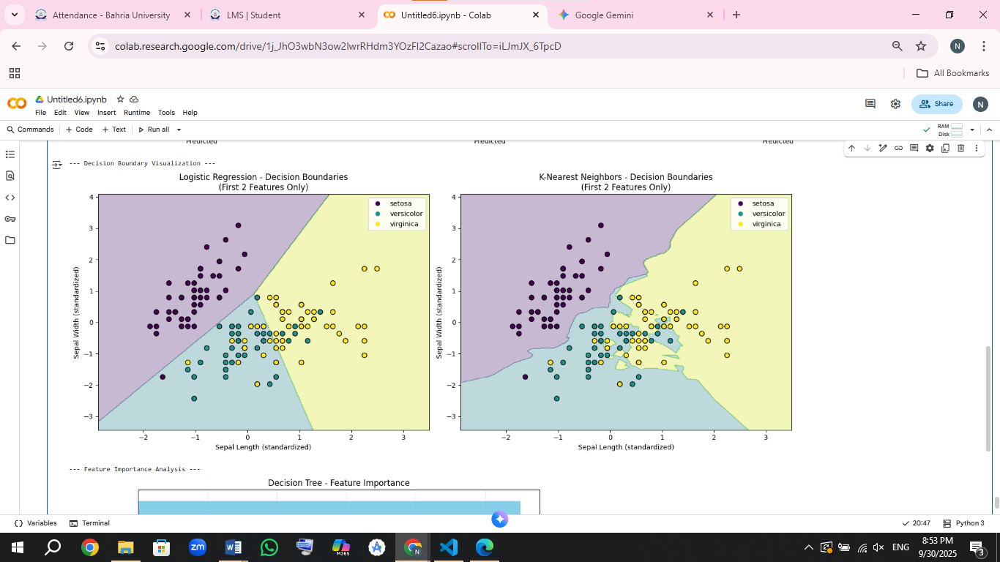 Attendance - Bahria University
LMS | Student
Untitled6.ipynb - Colab
Google Gemini
colab.research.google.com/drive/1j_JhO3wbN3ow2IwrRHdm3YOzFI2Cazao#scrollTo=iLJmJX_6TpcD
N
All Bookmarks
Untitled6.ipynb
File Edit View Insert Runtime Tools Help
Share
N
Commands + Code + Text Run all
RAM
Disk
Predicted Predicted Predicted
--- Decision Boundary Visualization ---
Logistic Regression - Decision Boundaries
(First 2 Features Only)
setosa
versicolor
virginica
4
3
2
1
0
−1
−2
−3
Sepal Width (standardized)
−2 −1 0 1 2 3
Sepal Length (standardized)
K-Nearest Neighbors - Decision Boundaries
(First 2 Features Only)
setosa
versicolor
virginica
4
3
2
1
0
−1
−2
−3
Sepal Width (standardized)
−2 −1 0 1 2 3
Sepal Length (standardized)
--- Feature Importance Analysis ---
Decision Tree - Feature Importance
Variables Terminal
20:47 Python 3
zm
W
M365
N
ENG
8:53 PM
9/30/2025
3